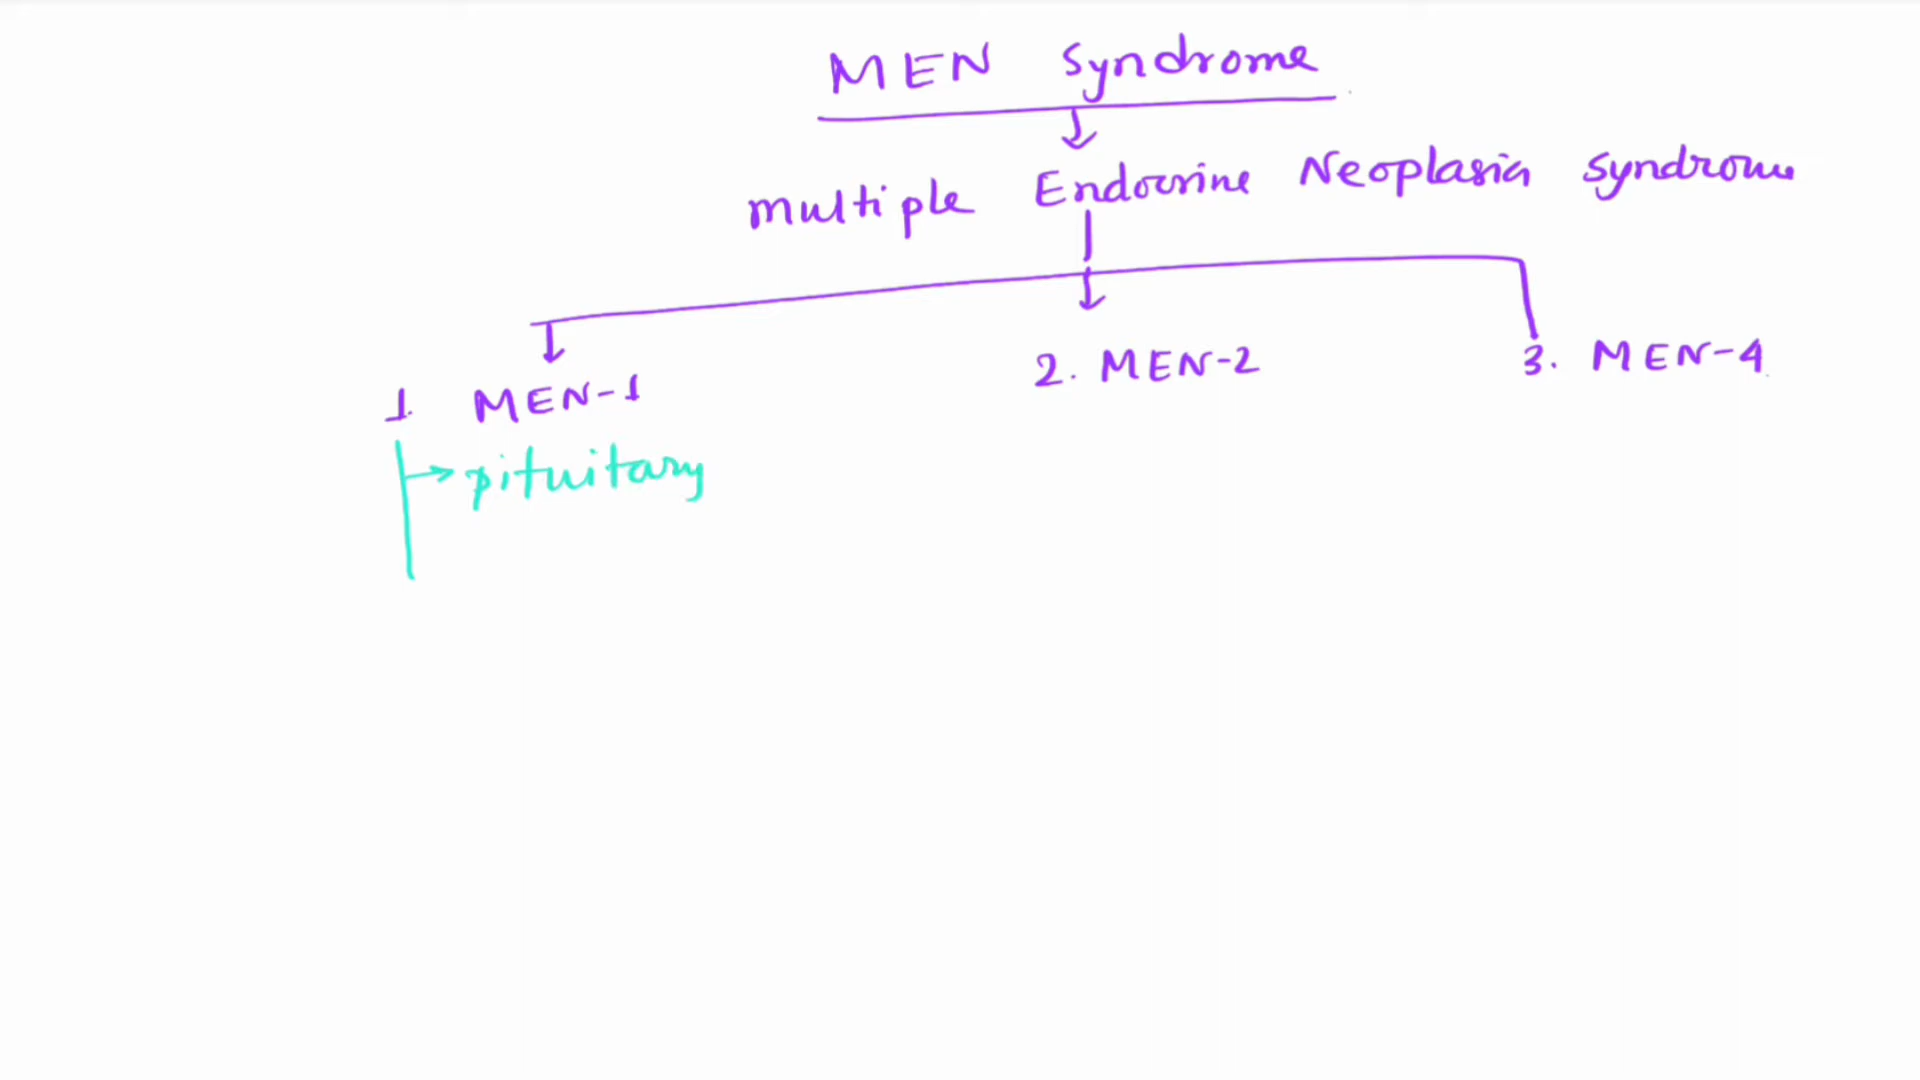 MEN Syndrome
multiple Endocrine Neoplasia Syndrome
1. MEN-1
2. MEN-2
3. MEN-4
pituitary